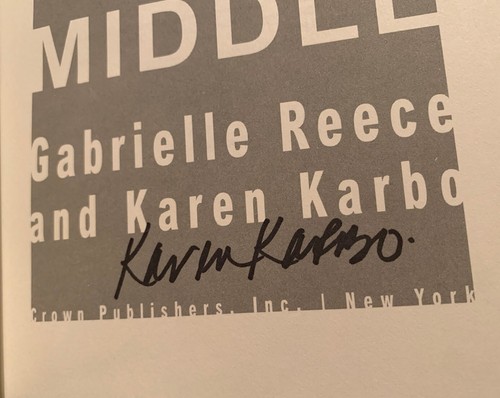 MIDDLE
Gabrielle Reece
and Karen Karbo
Karen Karbo.
Crown Publishers, Inc. | New York